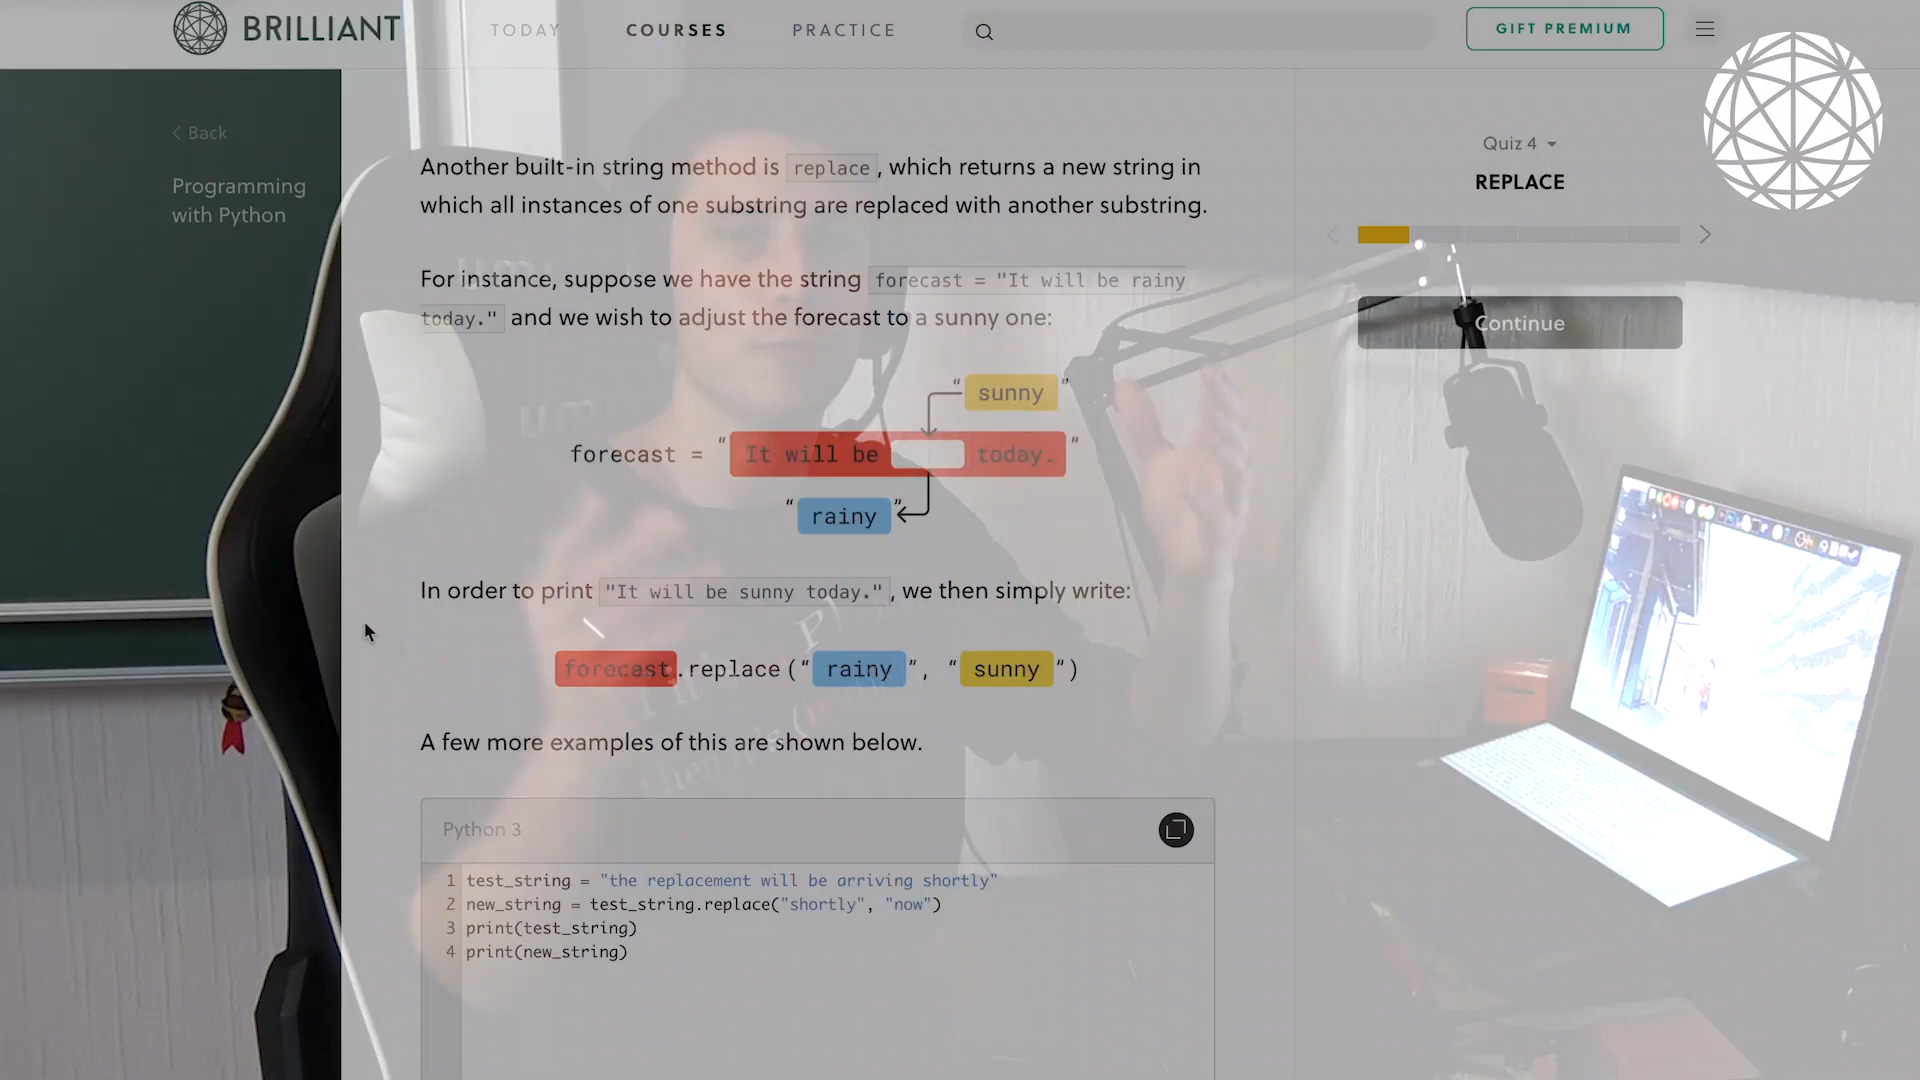 BRILLIANT
TODAY
COURSES
PRACTICE
GIFT PREMIUM
Back
Programming
with Python
Another built-in string method is replace, which returns a new string in
which all instances of one substring are replaced with another substring.
For instance, suppose we have the string forecast = "It will be rainy
today." and we wish to adjust the forecast to a sunny one:
“sunny”
forecast = “It will be today.”
“rainy”
In order to print "It will be sunny today.", we then simply write:
forecast.replace(“rainy”, “sunny”)
A few more examples of this are shown below.
Python 3
1 test_string = "the replacement will be arriving shortly"
2 new_string = test_string.replace("shortly", "now")
3 print(test_string)
4 print(new_string)
Quiz 4
REPLACE
Continue